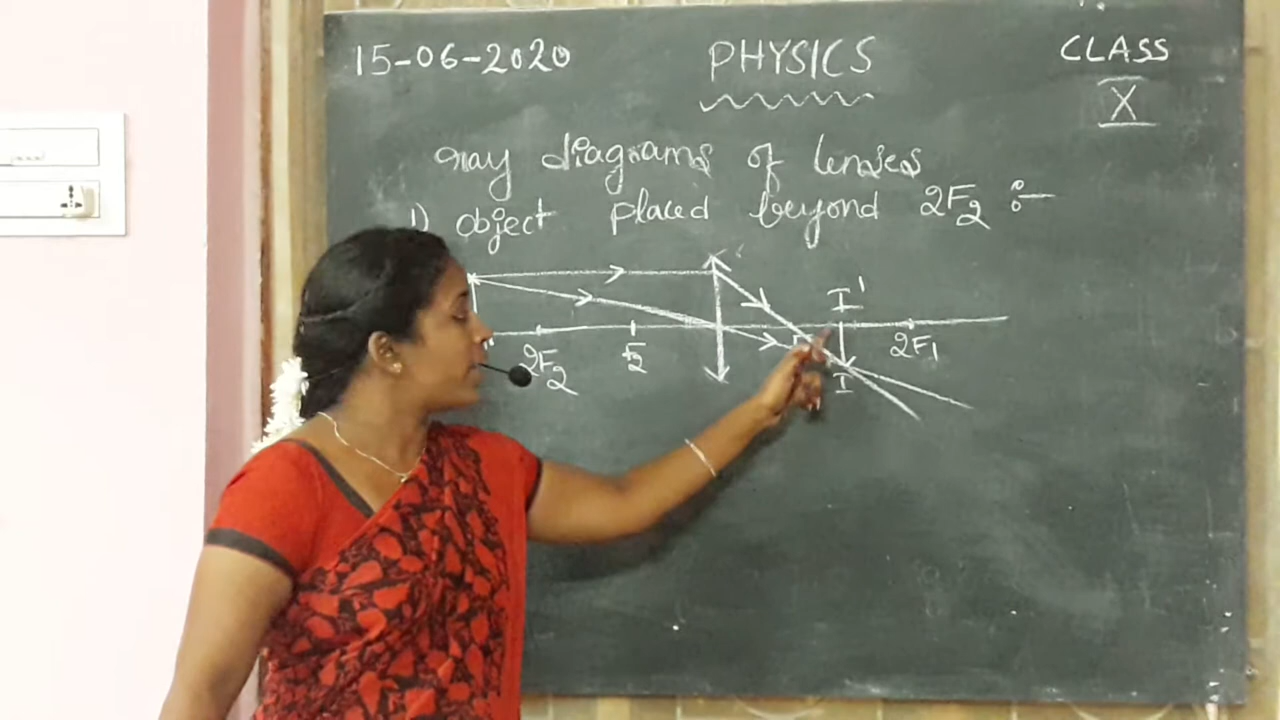 15-06-2020 PHYSICS CLASS
X
ray diagrams of lenses
1) object placed beyond 2F2 :-
I'
2F2 F2 2F1
I